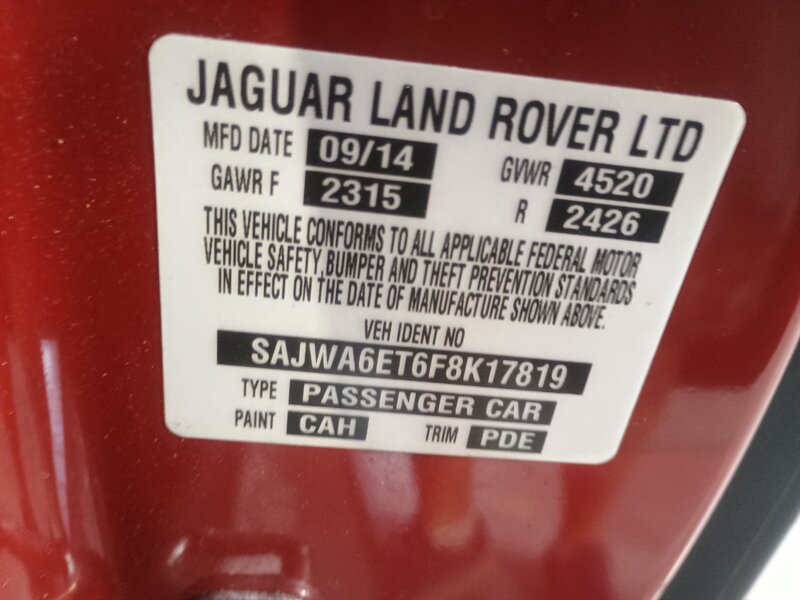 JAGUAR LAND ROVER LTD
MFD DATE 09/14 GVWR 4520
GAWR F 2315 R 2426
THIS VEHICLE CONFORMS TO ALL APPLICABLE FEDERAL MOTOR
VEHICLE SAFETY, BUMPER AND THEFT PREVENTION STANDARDS
IN EFFECT ON THE DATE OF MANUFACTURE SHOWN ABOVE.
VEH IDENT NO
SAJWA6ET6F8K17819
TYPE PASSENGER CAR
PAINT CAH TRIM PDE